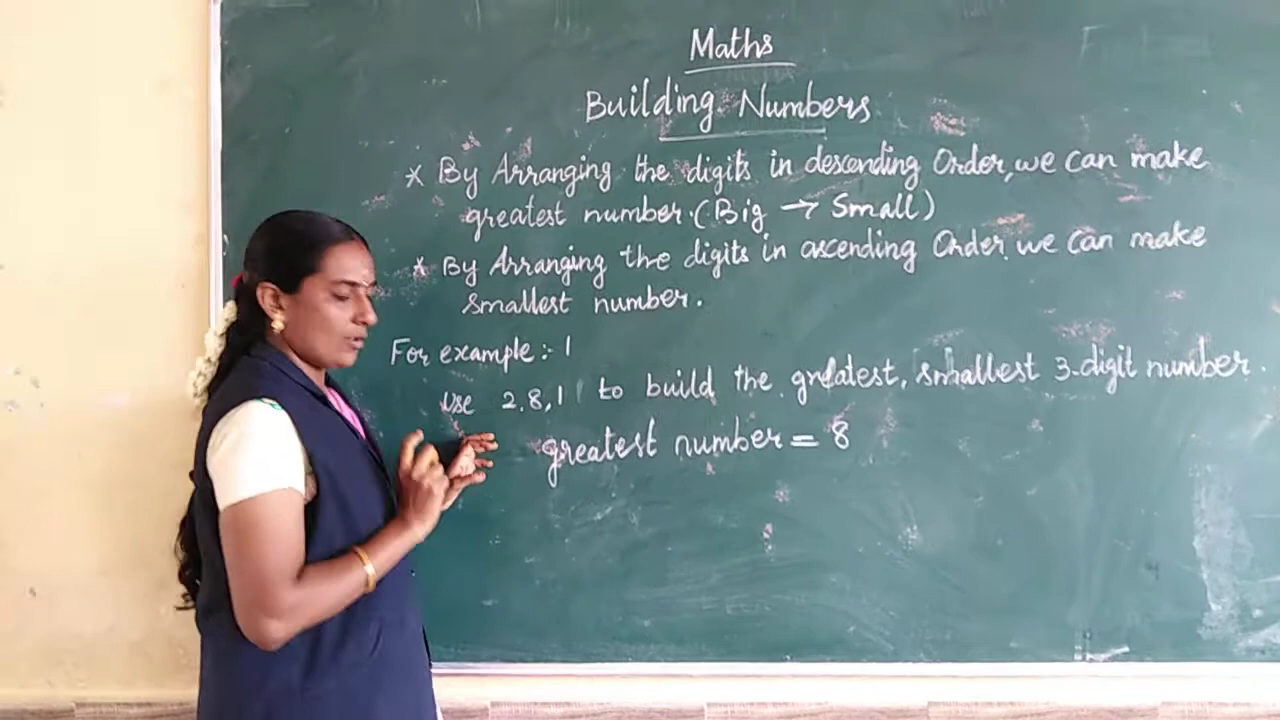 Maths
Building Numbers
* By Arranging the digits in descending Order, we can make
greatest number. (Big → Small)
* By Arranging the digits in ascending Order. we can make
smallest number.
For example :- 1
Use 2,8,1 to build the greatest, smallest 3-digit number.
greatest number = 8